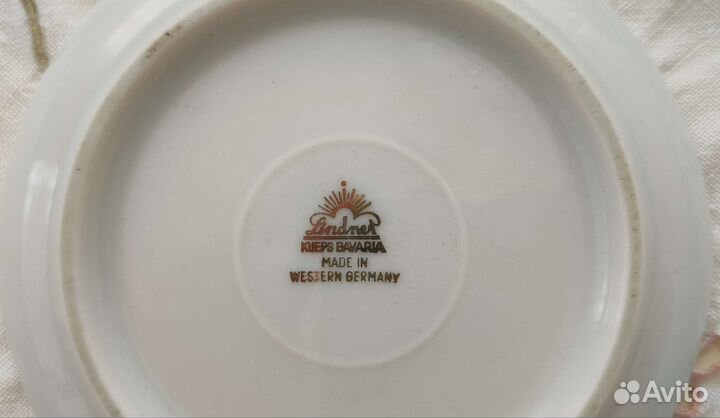 Lindner
KUEPS BAVARIA
MADE IN
WESTERN GERMANY
Avito